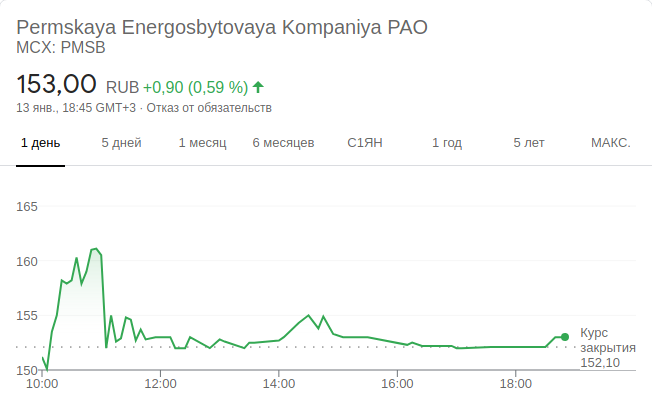 Permskaya Energosbytovaya Kompaniya PAO
MCX: PMSB
153,00 RUB +0,90 (0,59 %)
13 янв., 18:45 GMT+3 · Отказ от обязательств
1 день 5 дней 1 месяц 6 месяцев С1ЯН 1 год 5 лет МАКС.
165
160
155
150
Курс
закрытия
152,10
10:00 12:00 14:00 16:00 18:00